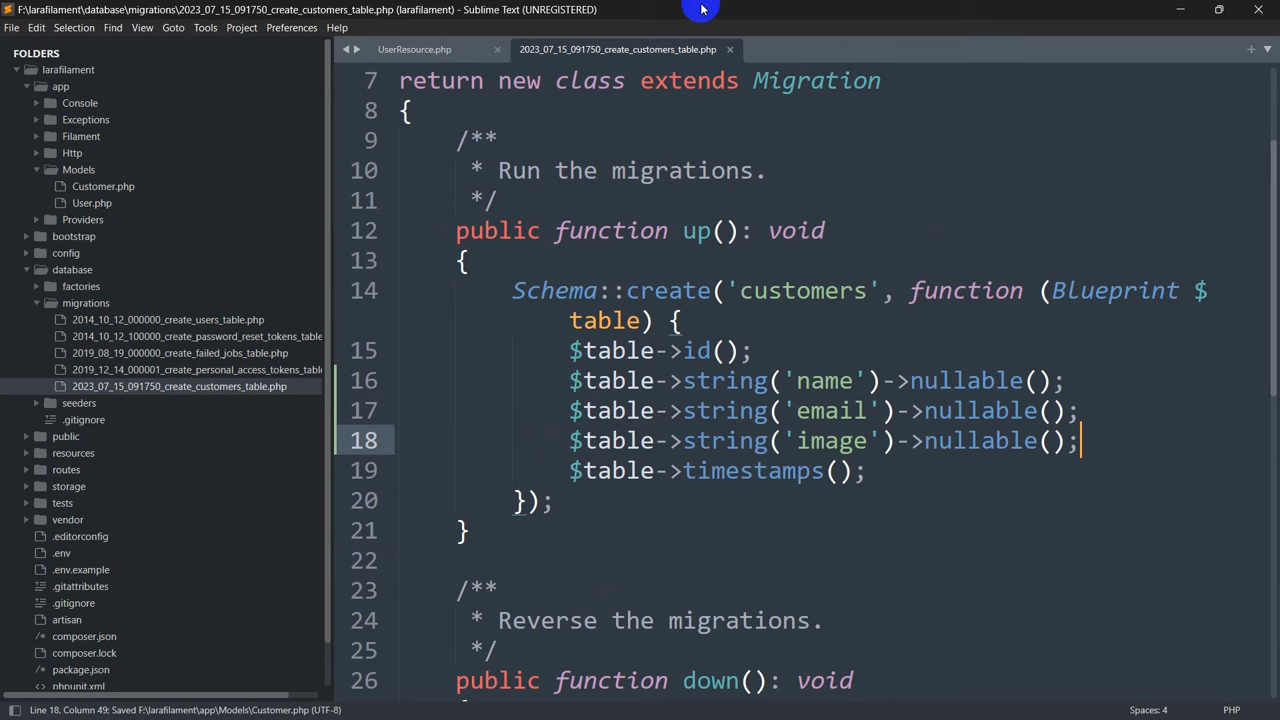 F:\larafilament\database\migrations\2023_07_15_091750_create_customers_table.php (larafilament) - Sublime Text (UNREGISTERED)
File Edit Selection Find View Goto Tools Project Preferences Help
FOLDERS
larafilament
app
Console
Exceptions
Filament
Http
Models
Customer.php
User.php
Providers
bootstrap
config
database
factories
migrations
2014_10_12_000000_create_users_table.php
2014_10_12_100000_create_password_reset_tokens_table
2019_08_19_000000_create_failed_jobs_table.php
2019_12_14_000001_create_personal_access_tokens_table
2023_07_15_091750_create_customers_table.php
seeders
.gitignore
public
resources
routes
storage
tests
vendor
.editorconfig
.env
.env.example
.gitattributes
.gitignore
artisan
composer.json
composer.lock
package.json
phpunit.xml
UserResource.php 2023_07_15_091750_create_customers_table.php
7 return new class extends Migration
8 {
9 /**
10 * Run the migrations.
11 */
12 public function up(): void
13 {
14 Schema::create('customers', function (Blueprint $
table) {
15 $table->id();
16 $table->string('name')->nullable();
17 $table->string('email')->nullable();
18 $table->string('image')->nullable();
19 $table->timestamps();
20 });
21 }
22
23 /**
24 * Reverse the migrations.
25 */
26 public function down(): void
Line 18, Column 49; Saved F:\larafilament\app\Models\Customer.php (UTF-8) Spaces: 4 PHP